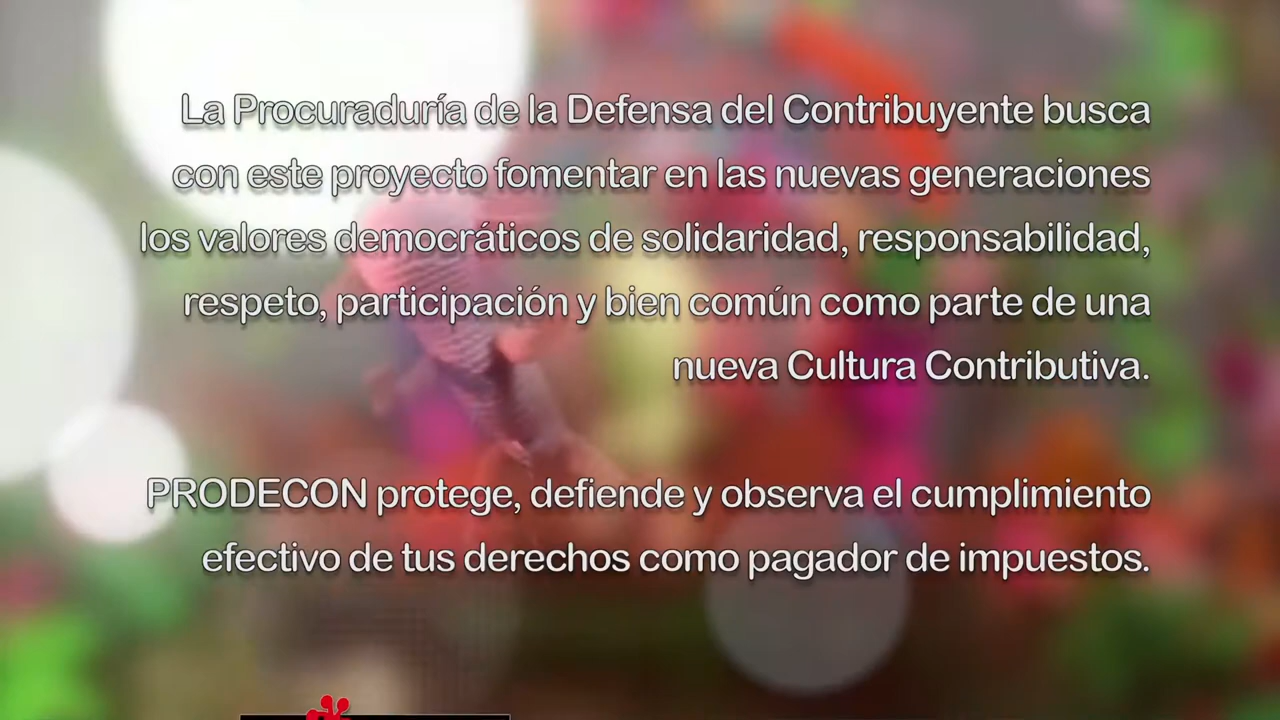 La Procuraduría de la Defensa del Contribuyente busca
con este proyecto fomentar en las nuevas generaciones
los valores democráticos de solidaridad, responsabilidad,
respeto, participación y bien común como parte de una
nueva Cultura Contributiva.
PRODECON protege, defiende y observa el cumplimiento
efectivo de tus derechos como pagador de impuestos.